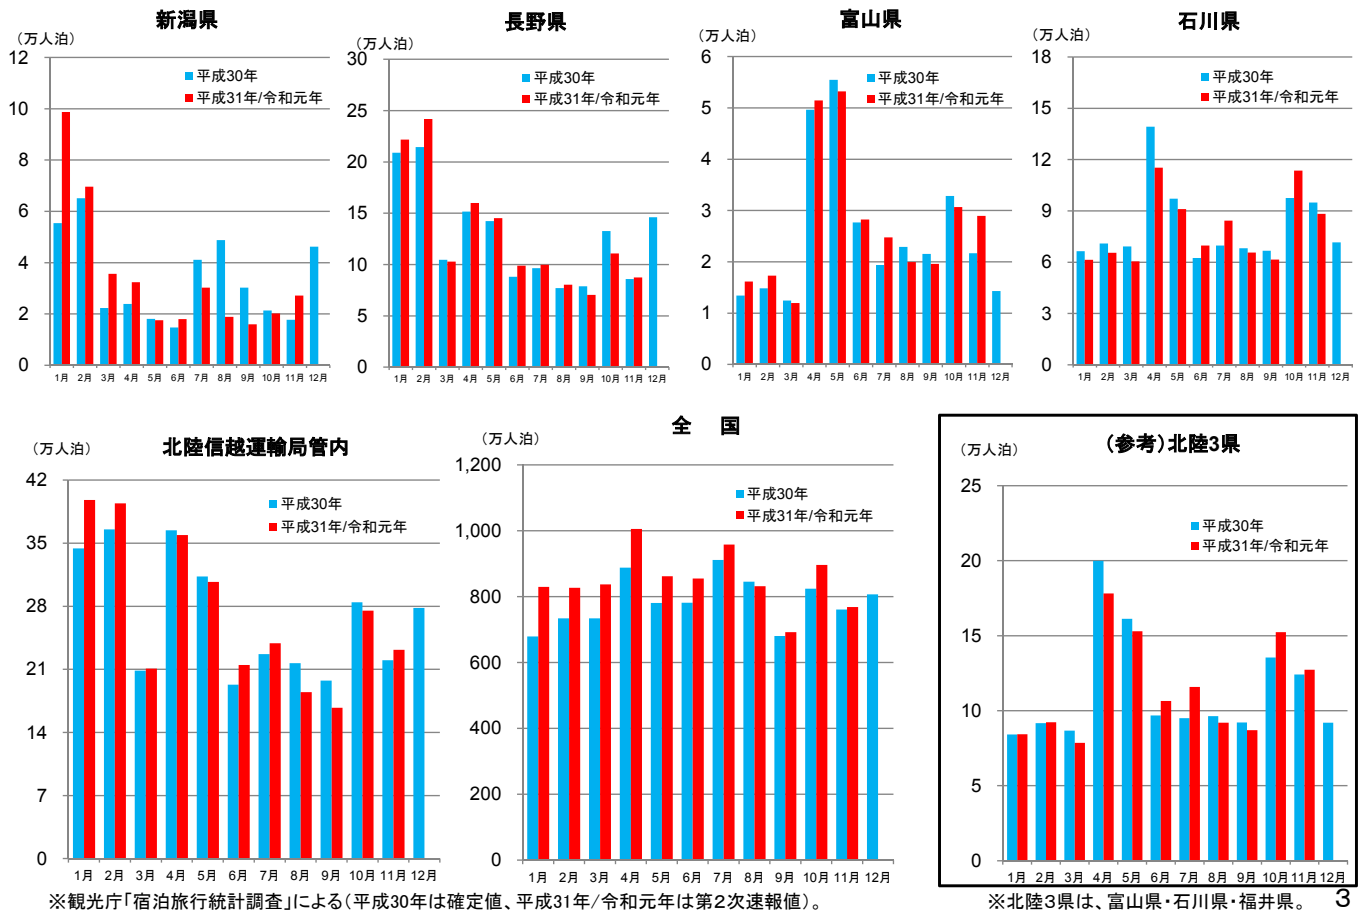 新潟県
（万人泊）
平成30年
平成31年/令和元年
12
10
8
6
4
2
0
1月 2月 3月 4月 5月 6月 7月 8月 9月 10月 11月 12月
長野県
（万人泊）
平成30年
平成31年/令和元年
30
25
20
15
10
5
0
1月 2月 3月 4月 5月 6月 7月 8月 9月 10月 11月 12月
富山県
（万人泊）
平成30年
平成31年/令和元年
6
5
4
3
2
1
0
1月 2月 3月 4月 5月 6月 7月 8月 9月 10月 11月 12月
石川県
（万人泊）
平成30年
平成31年/令和元年
18
15
12
9
6
3
0
1月 2月 3月 4月 5月 6月 7月 8月 9月 10月 11月 12月
北陸信越運輸局管内
（万人泊）
平成30年
平成31年/令和元年
42
35
28
21
14
7
0
1月 2月 3月 4月 5月 6月 7月 8月 9月 10月 11月 12月
全　国
（万人泊）
平成30年
平成31年/令和元年
1,200
1,000
800
600
400
200
0
1月 2月 3月 4月 5月 6月 7月 8月 9月 10月 11月 12月
（参考）北陸3県
（万人泊）
平成30年
平成31年/令和元年
25
20
15
10
5
0
1月 2月 3月 4月 5月 6月 7月 8月 9月 10月 11月 12月
※観光庁「宿泊旅行統計調査」による（平成30年は確定値、平成31年/令和元年は第２次速報値）。
※北陸３県は、富山県・石川県・福井県。
3